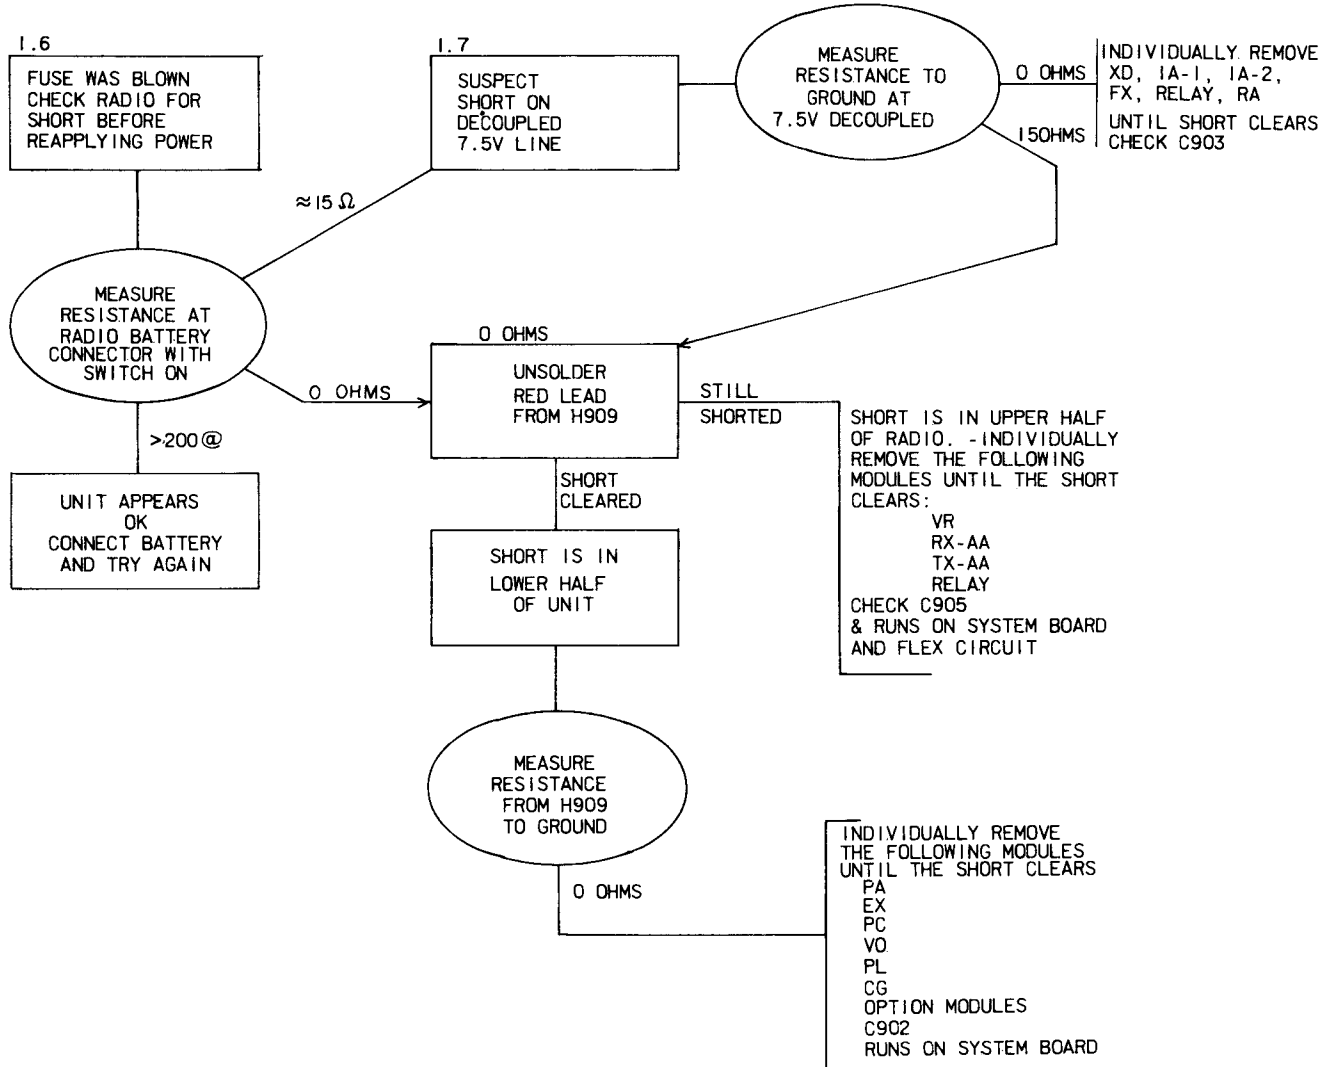 1.6
FUSE WAS BLOWN
CHECK RADIO FOR
SHORT BEFORE
REAPPLYING POWER
1.7
SUSPECT
SHORT ON
DECOUPLED
7.5V LINE
MEASURE
RESISTANCE TO
GROUND AT
7.5V DECOUPLED
0 OHMS
INDIVIDUALLY REMOVE
XD, IA-1, IA-2,
FX, RELAY, RA
UNTIL SHORT CLEARS
CHECK C903
150HMS
≈15 Ω
MEASURE
RESISTANCE AT
RADIO BATTERY
CONNECTOR WITH
SWITCH ON
0 OHMS
0 OHMS
UNSOLDER
RED LEAD
FROM H909
STILL
SHORTED
SHORT IS IN UPPER HALF
OF RADIO. -INDIVIDUALLY
REMOVE THE FOLLOWING
MODULES UNTIL THE SHORT
CLEARS:
VR
RX-AA
TX-AA
RELAY
CHECK C905
& RUNS ON SYSTEM BOARD
AND FLEX CIRCUIT
>200@
UNIT APPEARS
OK
CONNECT BATTERY
AND TRY AGAIN
SHORT
CLEARED
SHORT IS IN
LOWER HALF
OF UNIT
MEASURE
RESISTANCE
FROM H909
TO GROUND
0 OHMS
INDIVIDUALLY REMOVE
THE FOLLOWING MODULES
UNTIL THE SHORT CLEARS
PA
EX
PC
VO
PL
CG
OPTION MODULES
C902
RUNS ON SYSTEM BOARD